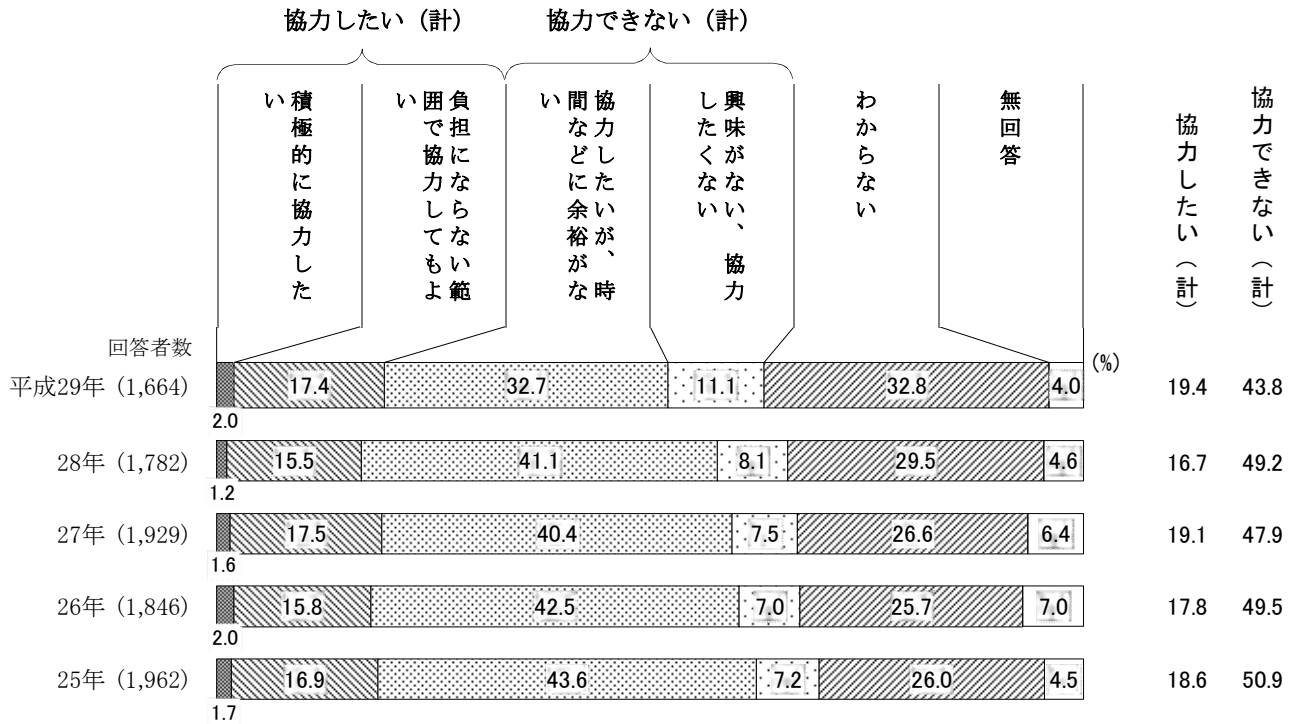 協力したい（計）
協力できない（計）
積極的に協力した
い
負担にならない範
囲で協力してもよ
い
協力したいが、時
間などに余裕がな
い
興味がない、協力
したくない
わからない
無回答
協力したい（計）
協力できない（計）
回答者数
(%)
平成29年 (1,664) 2.0 17.4 32.7 11.1 32.8 4.0 19.4 43.8
28年 (1,782) 1.2 15.5 41.1 8.1 29.5 4.6 16.7 49.2
27年 (1,929) 1.6 17.5 40.4 7.5 26.6 6.4 19.1 47.9
26年 (1,846) 2.0 15.8 42.5 7.0 25.7 7.0 17.8 49.5
25年 (1,962) 1.7 16.9 43.6 7.2 26.0 4.5 18.6 50.9